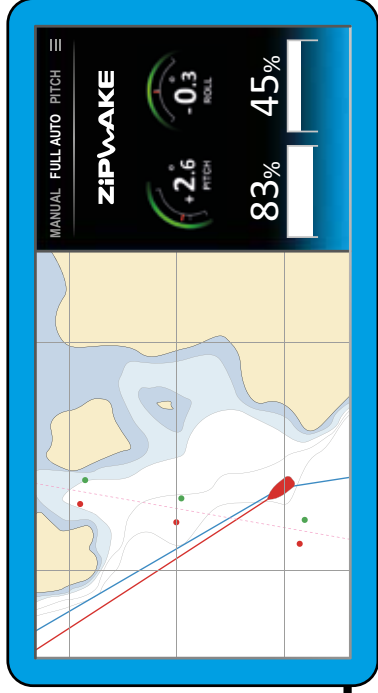 MANUAL FULL AUTO PITCH
ZiPWAKE
+2.6° PITCH
-0.3° ROLL
83% 45%